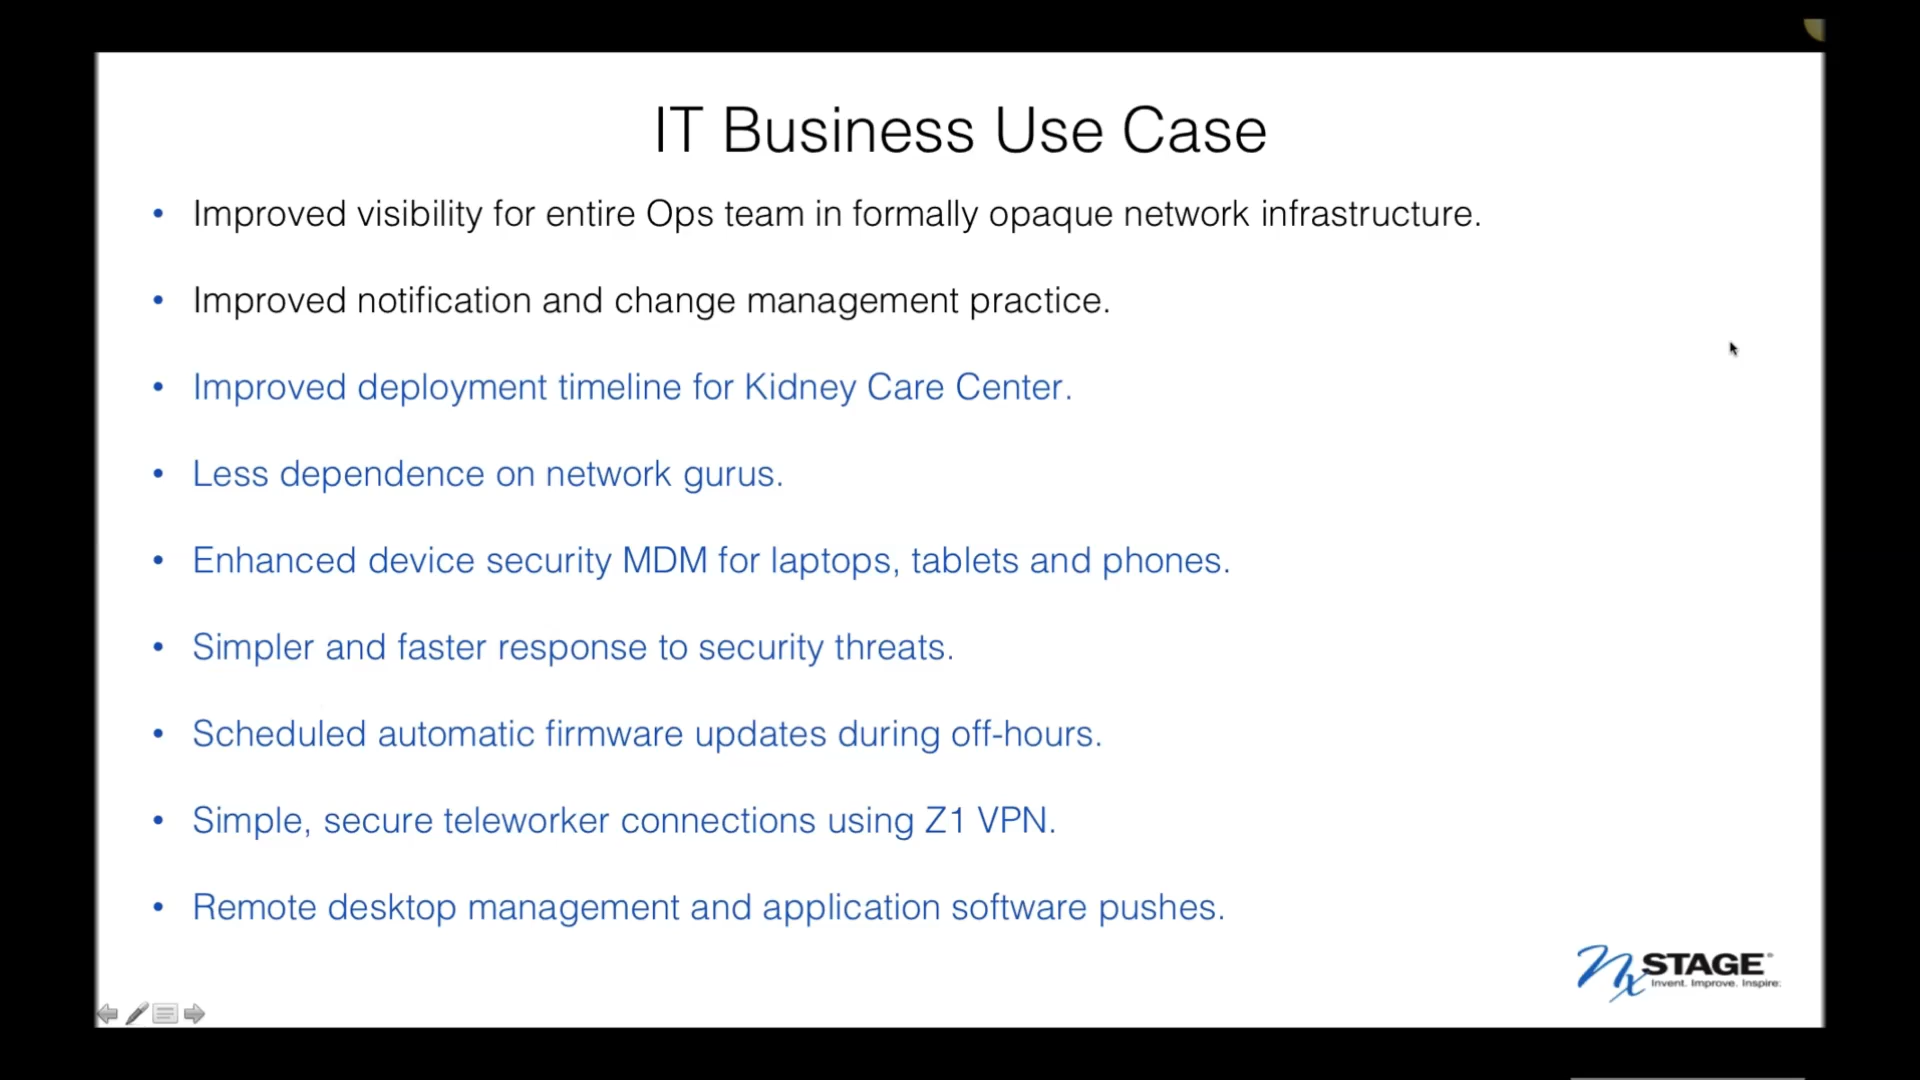 IT Business Use Case
• Improved visibility for entire Ops team in formally opaque network infrastructure.
• Improved notification and change management practice.
• Improved deployment timeline for Kidney Care Center.
• Less dependence on network gurus.
• Enhanced device security MDM for laptops, tablets and phones.
• Simpler and faster response to security threats.
• Scheduled automatic firmware updates during off-hours.
• Simple, secure teleworker connections using Z1 VPN.
• Remote desktop management and application software pushes.
NxSTAGE®
Invent. Improve. Inspire.